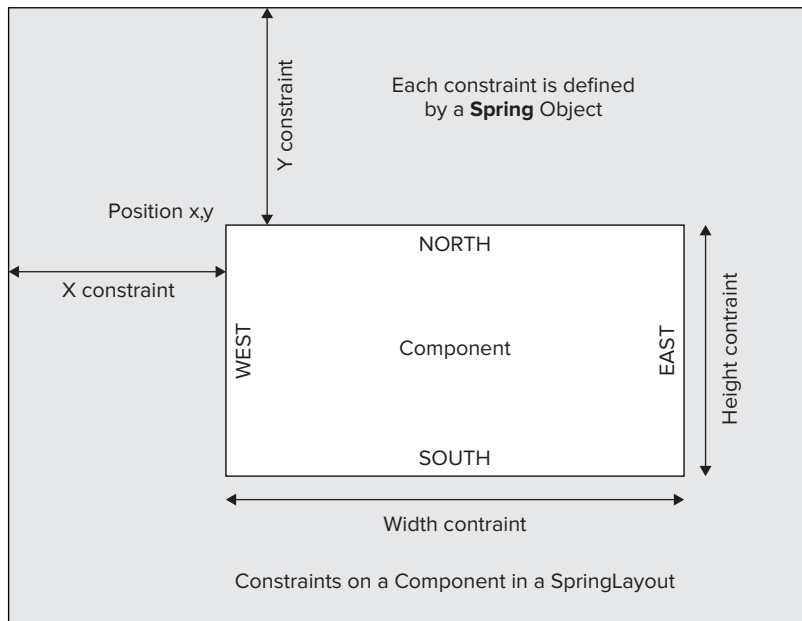 Each constraint is defined
by a Spring Object
Y constraint
Position x,y
X constraint
NORTH
WEST
Component
EAST
Height contraint
SOUTH
Width contraint
Constraints on a Component in a SpringLayout